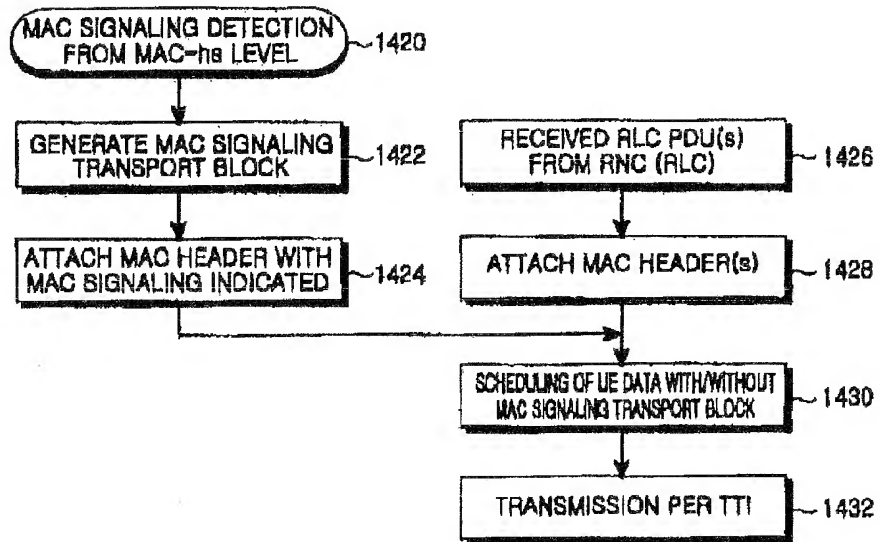 MAC SIGNALING DETECTION
FROM MAC-hs LEVEL
1420
GENERATE MAC SIGNALING
TRANSPORT BLOCK
1422
ATTACH MAC HEADER WITH
MAC SIGNALING INDICATED
1424
RECEIVED RLC PDU(s)
FROM RNC (RLC)
1426
ATTACH MAC HEADER(s)
1428
SCHEDULING OF UE DATA WITH/WITHOUT
MAC SIGNALING TRANSPORT BLOCK
1430
TRANSMISSION PER TTI
1432